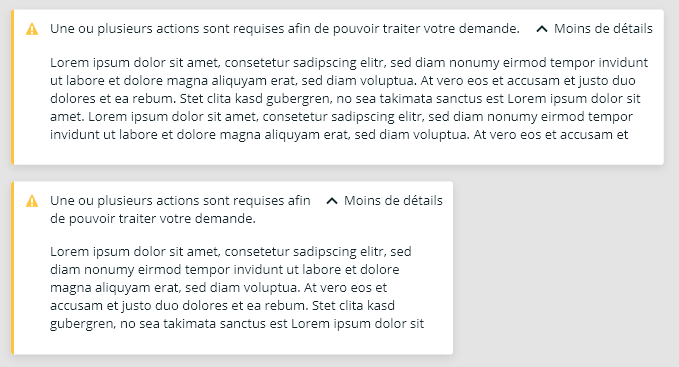 Une ou plusieurs actions sont requises afin de pouvoir traiter votre demande. Moins de détails
Lorem ipsum dolor sit amet, consetetur sadipscing elitr, sed diam nonumy eirmod tempor invidunt
ut labore et dolore magna aliquyam erat, sed diam voluptua. At vero eos et accusam et justo duo
dolores et ea rebum. Stet clita kasd gubergren, no sea takimata sanctus est Lorem ipsum dolor sit
amet. Lorem ipsum dolor sit amet, consetetur sadipscing elitr, sed diam nonumy eirmod tempor
invidunt ut labore et dolore magna aliquyam erat, sed diam voluptua. At vero eos et accusam et
Une ou plusieurs actions sont requises afin Moins de détails
de pouvoir traiter votre demande.
Lorem ipsum dolor sit amet, consetetur sadipscing elitr, sed
diam nonumy eirmod tempor invidunt ut labore et dolore
magna aliquyam erat, sed diam voluptua. At vero eos et
accusam et justo duo dolores et ea rebum. Stet clita kasd
gubergren, no sea takimata sanctus est Lorem ipsum dolor sit